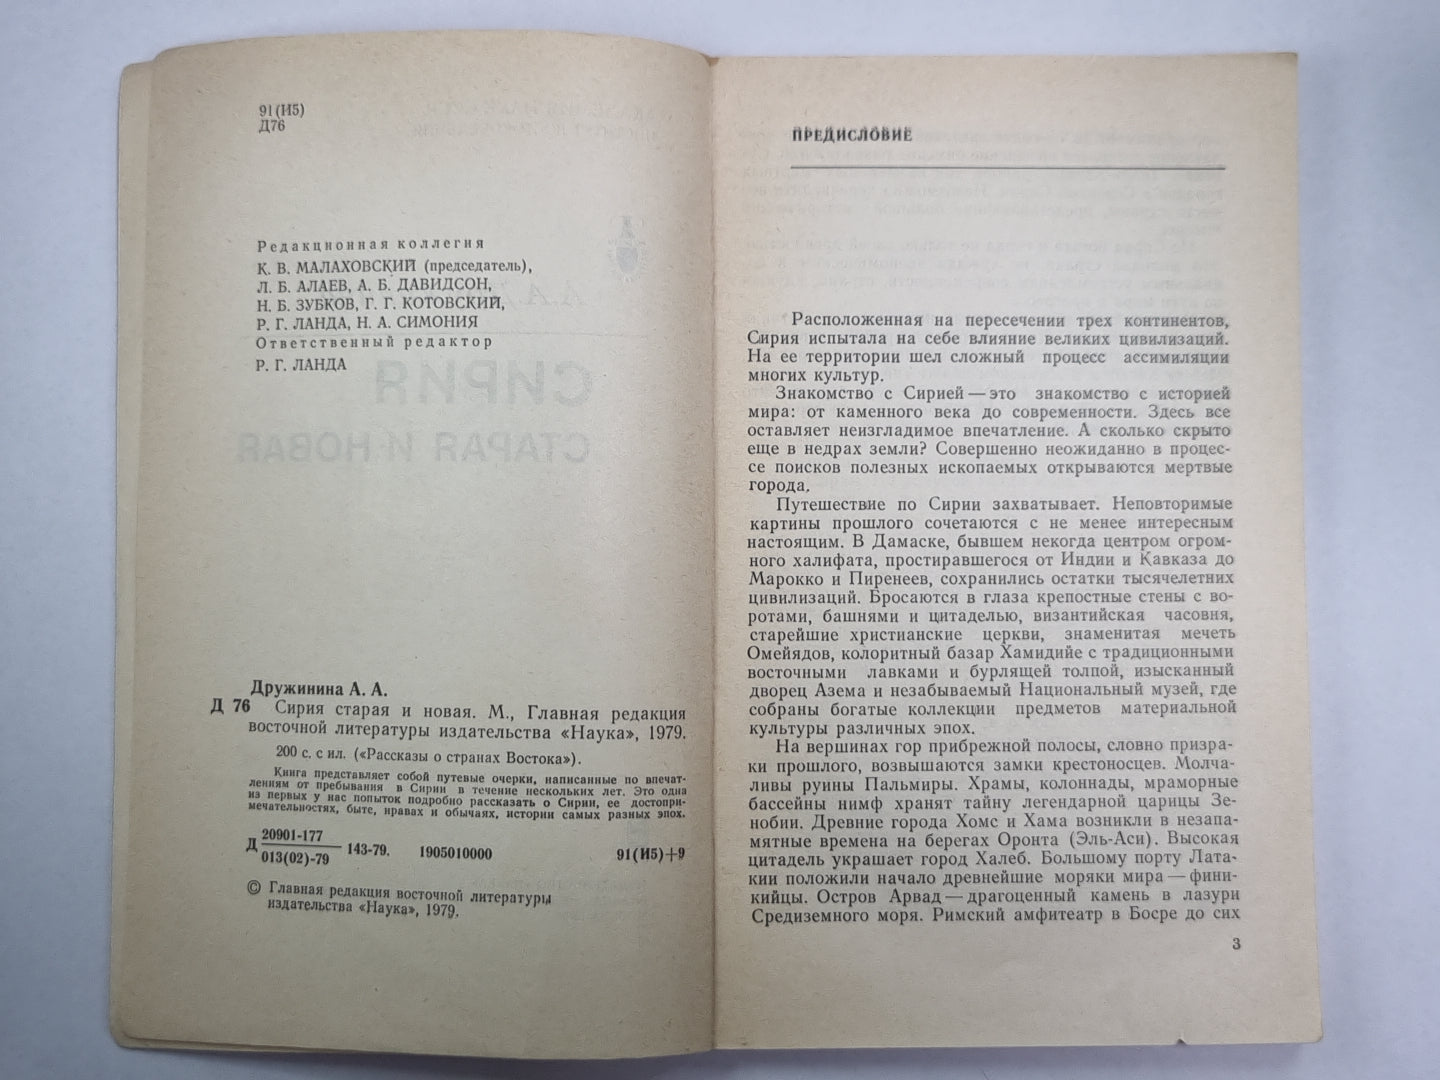 91(И5)
Д76
Редакционная коллегия
К. В. МАЛАХОВСКИЙ (председатель),
Л. Б. АЛАЕВ, А. Б. ДАВИДСОН,
Н. Б. ЗУБКОВ, Г. Г. КОТОВСКИЙ,
Р. Г. ЛАНДА, Н. А. СИМОНИЯ
Ответственный редактор
Р. Г. ЛАНДА
СИРИЯ
СТАРАЯ И НОВАЯ
Дружинина А. А.
Д 76 Сирия старая и новая. М., Главная редакция
восточной литературы издательства «Наука», 1979.
200 с. с ил. («Рассказы о странах Востока»).
Книга представляет собой путевые очерки, написанные по впечат-
лениям от пребывания в Сирии в течение нескольких лет. Это одна
из первых у нас попыток подробно рассказать о Сирии, ее достопри-
мечательностях, быте, нравах и обычаях, истории самых разных эпох.
Д 20901-177
013(02)-79 143-79. 1905010000 91(И5)+9
© Главная редакция восточной литературы
издательства «Наука», 1979.
ПРЕДИСЛОВИЕ
Расположенная на пересечении трех континентов,
Сирия испытала на себе влияние великих цивилизаций.
На ее территории шел сложный процесс ассимиляции
многих культур.
Знакомство с Сирией — это знакомство с историей
мира: от каменного века до современности. Здесь все
оставляет неизгладимое впечатление. А сколько скрыто
еще в недрах земли? Совершенно неожиданно в процес-
се поисков полезных ископаемых открываются мертвые
города.
Путешествие по Сирии захватывает. Неповторимые
картины прошлого сочетаются с не менее интересным
настоящим. В Дамаске, бывшем некогда центром огром-
ного халифата, простиравшегося от Индии и Кавказа до
Марокко и Пиренеев, сохранились остатки тысячелетних
цивилизаций. Бросаются в глаза крепостные стены с во-
ротами, башнями и цитаделью, византийская часовня,
старейшие христианские церкви, знаменитая мечеть
Омейядов, колоритный базар Хамидийе с традиционными
восточными лавками и бурлящей толпой, изысканный
дворец Азема и незабываемый Национальный музей, где
собраны богатые коллекции предметов материальной
культуры различных эпох.
На вершинах гор прибрежной полосы, словно призра-
ки прошлого, возвышаются замки крестоносцев. Молча-
ливы руины Пальмиры. Храмы, колоннады, мраморные
бассейны нимф хранят тайну легендарной царицы Зе-
нобии. Древние города Хомс и Хама возникли в незапа-
мятные времена на берегах Оронта (Эль-Аси). Высокая
цитадель украшает город Халеб. Большому порту Лата-
кии положили начало древнейшие моряки мира — фини-
кийцы. Остров Арвад — драгоценный камень в лазури
Средиземного моря. Римский амфитеатр в Босре до сих
3